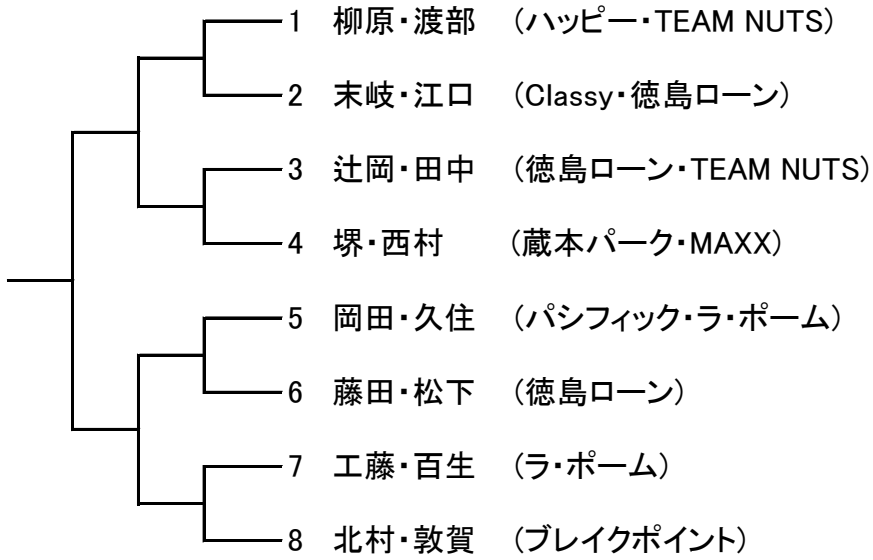 1 柳原・渡部 (ハッピー・TEAM NUTS)
2 末岐・江口 (Classy・徳島ローン)
3 辻岡・田中 (徳島ローン・TEAM NUTS)
4 堺・西村 (蔵本パーク・MAXX)
5 岡田・久住 (パシフィック・ラ・ポーム)
6 藤田・松下 (徳島ローン)
7 工藤・百生 (ラ・ポーム)
8 北村・敦賀 (ブレイクポイント)